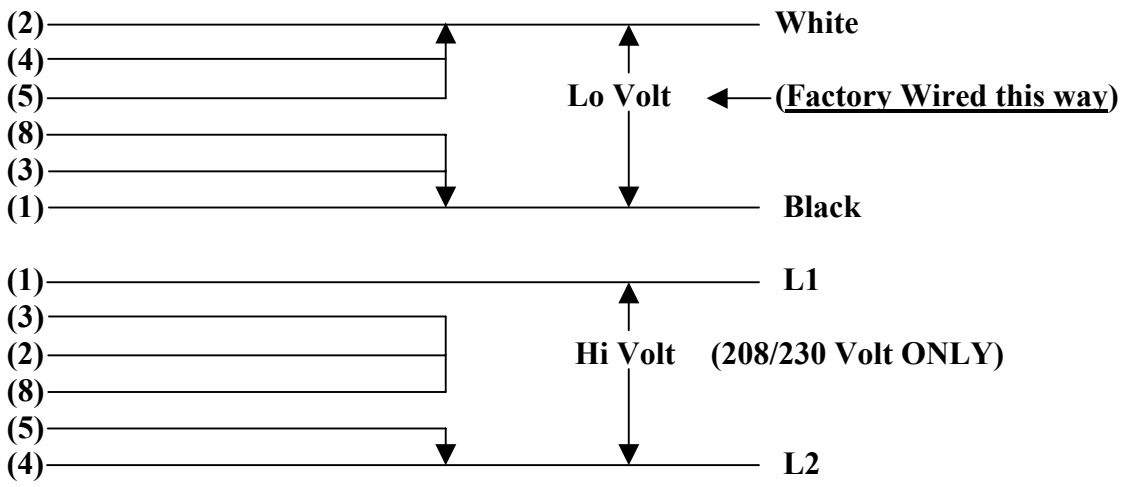 (2) White
(4)
(5) Lo Volt (Factory Wired this way)
(8)
(3)
(1) Black
(1) L1
(3)
(2) Hi Volt (208/230 Volt ONLY)
(8)
(5)
(4) L2